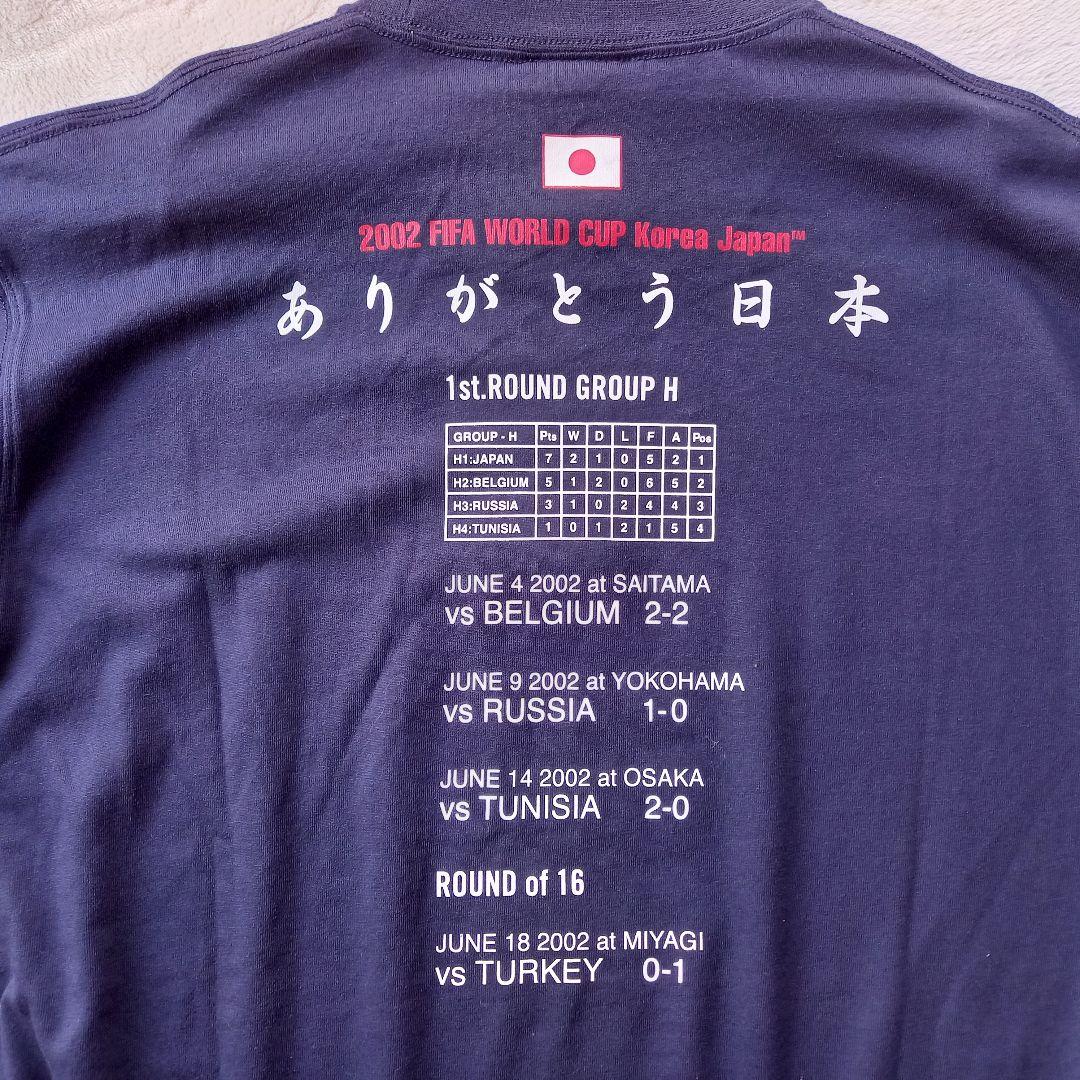 2002 FIFA WORLD CUP Korea Japan™
ありがとう日本
1st.ROUND GROUP H
GROUP - H Pts W D L F A Pos
H1:JAPAN 7 2 1 0 5 2 1
H2:BELGIUM 5 1 2 0 6 5 2
H3:RUSSIA 3 1 0 2 4 4 3
H4:TUNISIA 1 0 1 2 1 5 4
JUNE 4 2002 at SAITAMA
vs BELGIUM 2-2
JUNE 9 2002 at YOKOHAMA
vs RUSSIA 1-0
JUNE 14 2002 at OSAKA
vs TUNISIA 2-0
ROUND of 16
JUNE 18 2002 at MIYAGI
vs TURKEY 0-1